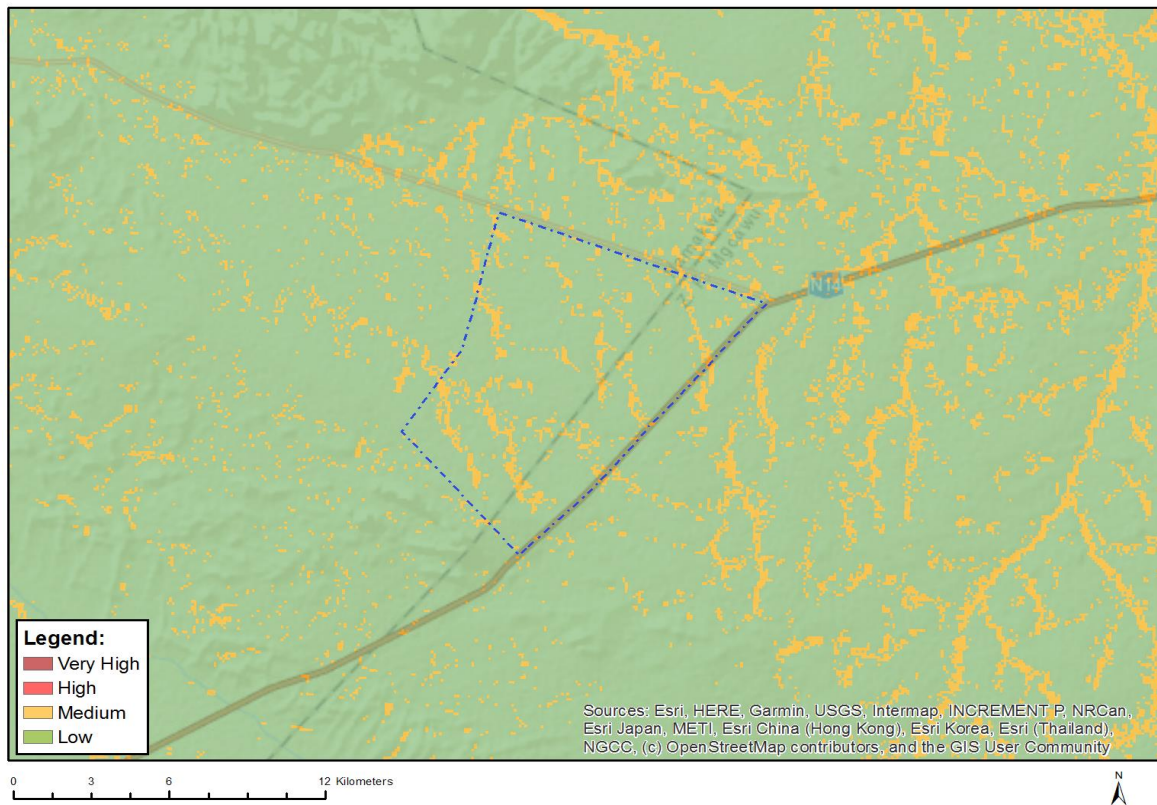 N14
Legend:
Very High
High
Medium
Low
Sources: Esri, HERE, Garmin, USGS, Intermap, INCREMENT P, NRCan,
Esri Japan, METI, Esri China (Hong Kong), Esri Korea, Esri (Thailand),
NGCC, (c) OpenStreetMap contributors, and the GIS User Community
0 3 6 12 Kilometers
N